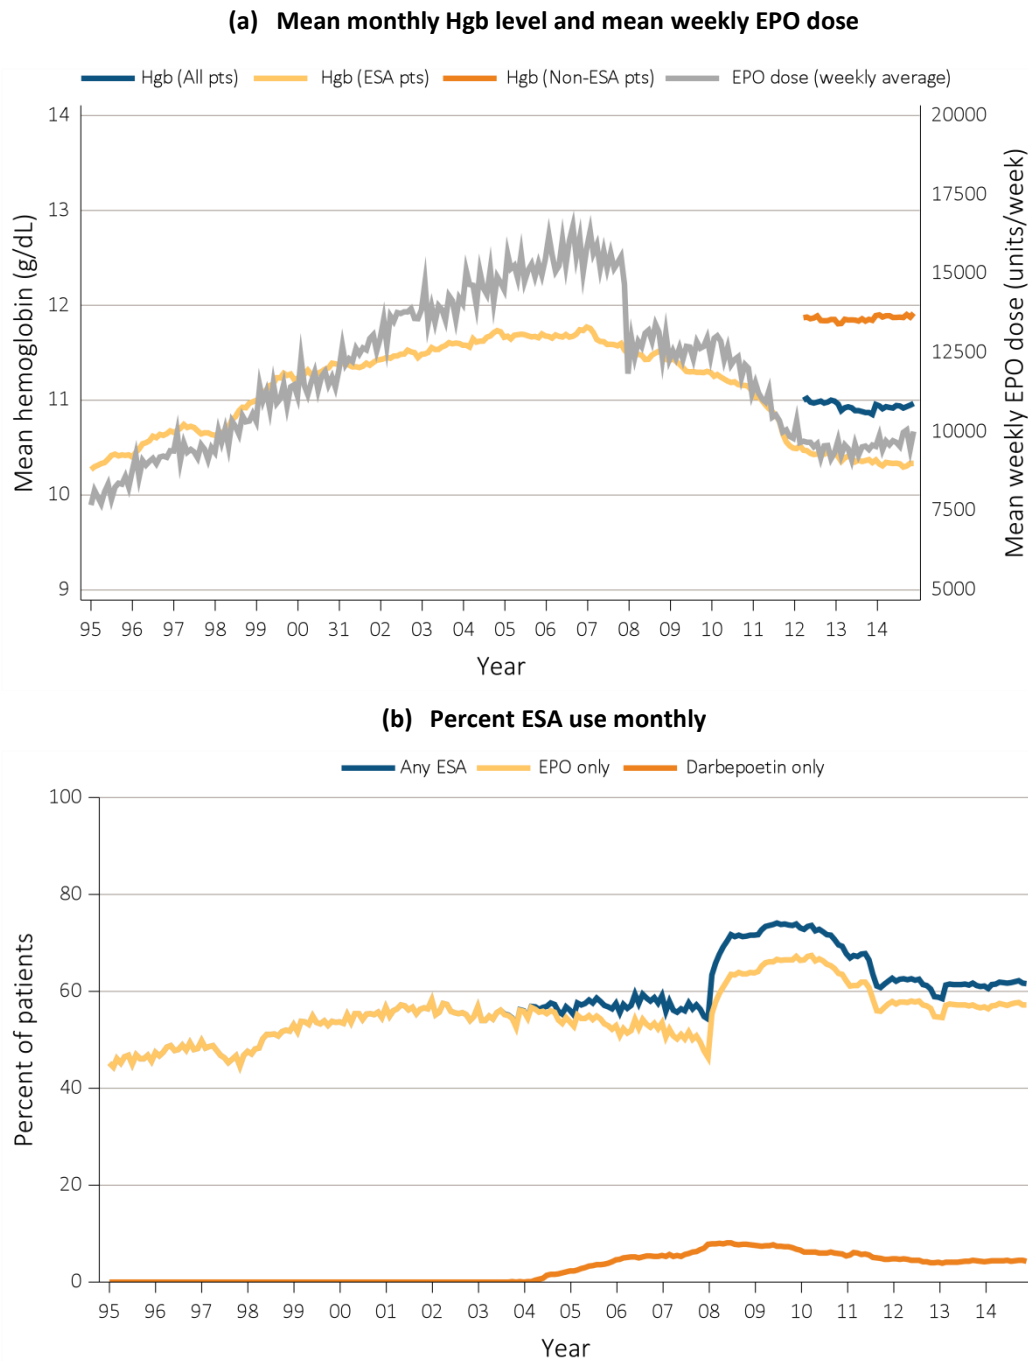 (a) Mean monthly Hgb level and mean weekly EPO dose
Hgb (All pts) Hgb (ESA pts) Hgb (Non-ESA pts) EPO dose (weekly average)
14 20000
17500
13
15000
12
12500
11
10000
10
7500
9 5000
Mean hemoglobin (g/dL)
Mean weekly EPO dose (units/week)
95 96 97 98 99 00 31 02 03 04 05 06 07 08 09 10 11 12 13 14
Year
(b) Percent ESA use monthly
Any ESA EPO only Darbepoetin only
100
80
60
40
20
0
Percent of patients
95 96 97 98 99 00 01 02 03 04 05 06 07 08 09 10 11 12 13 14
Year